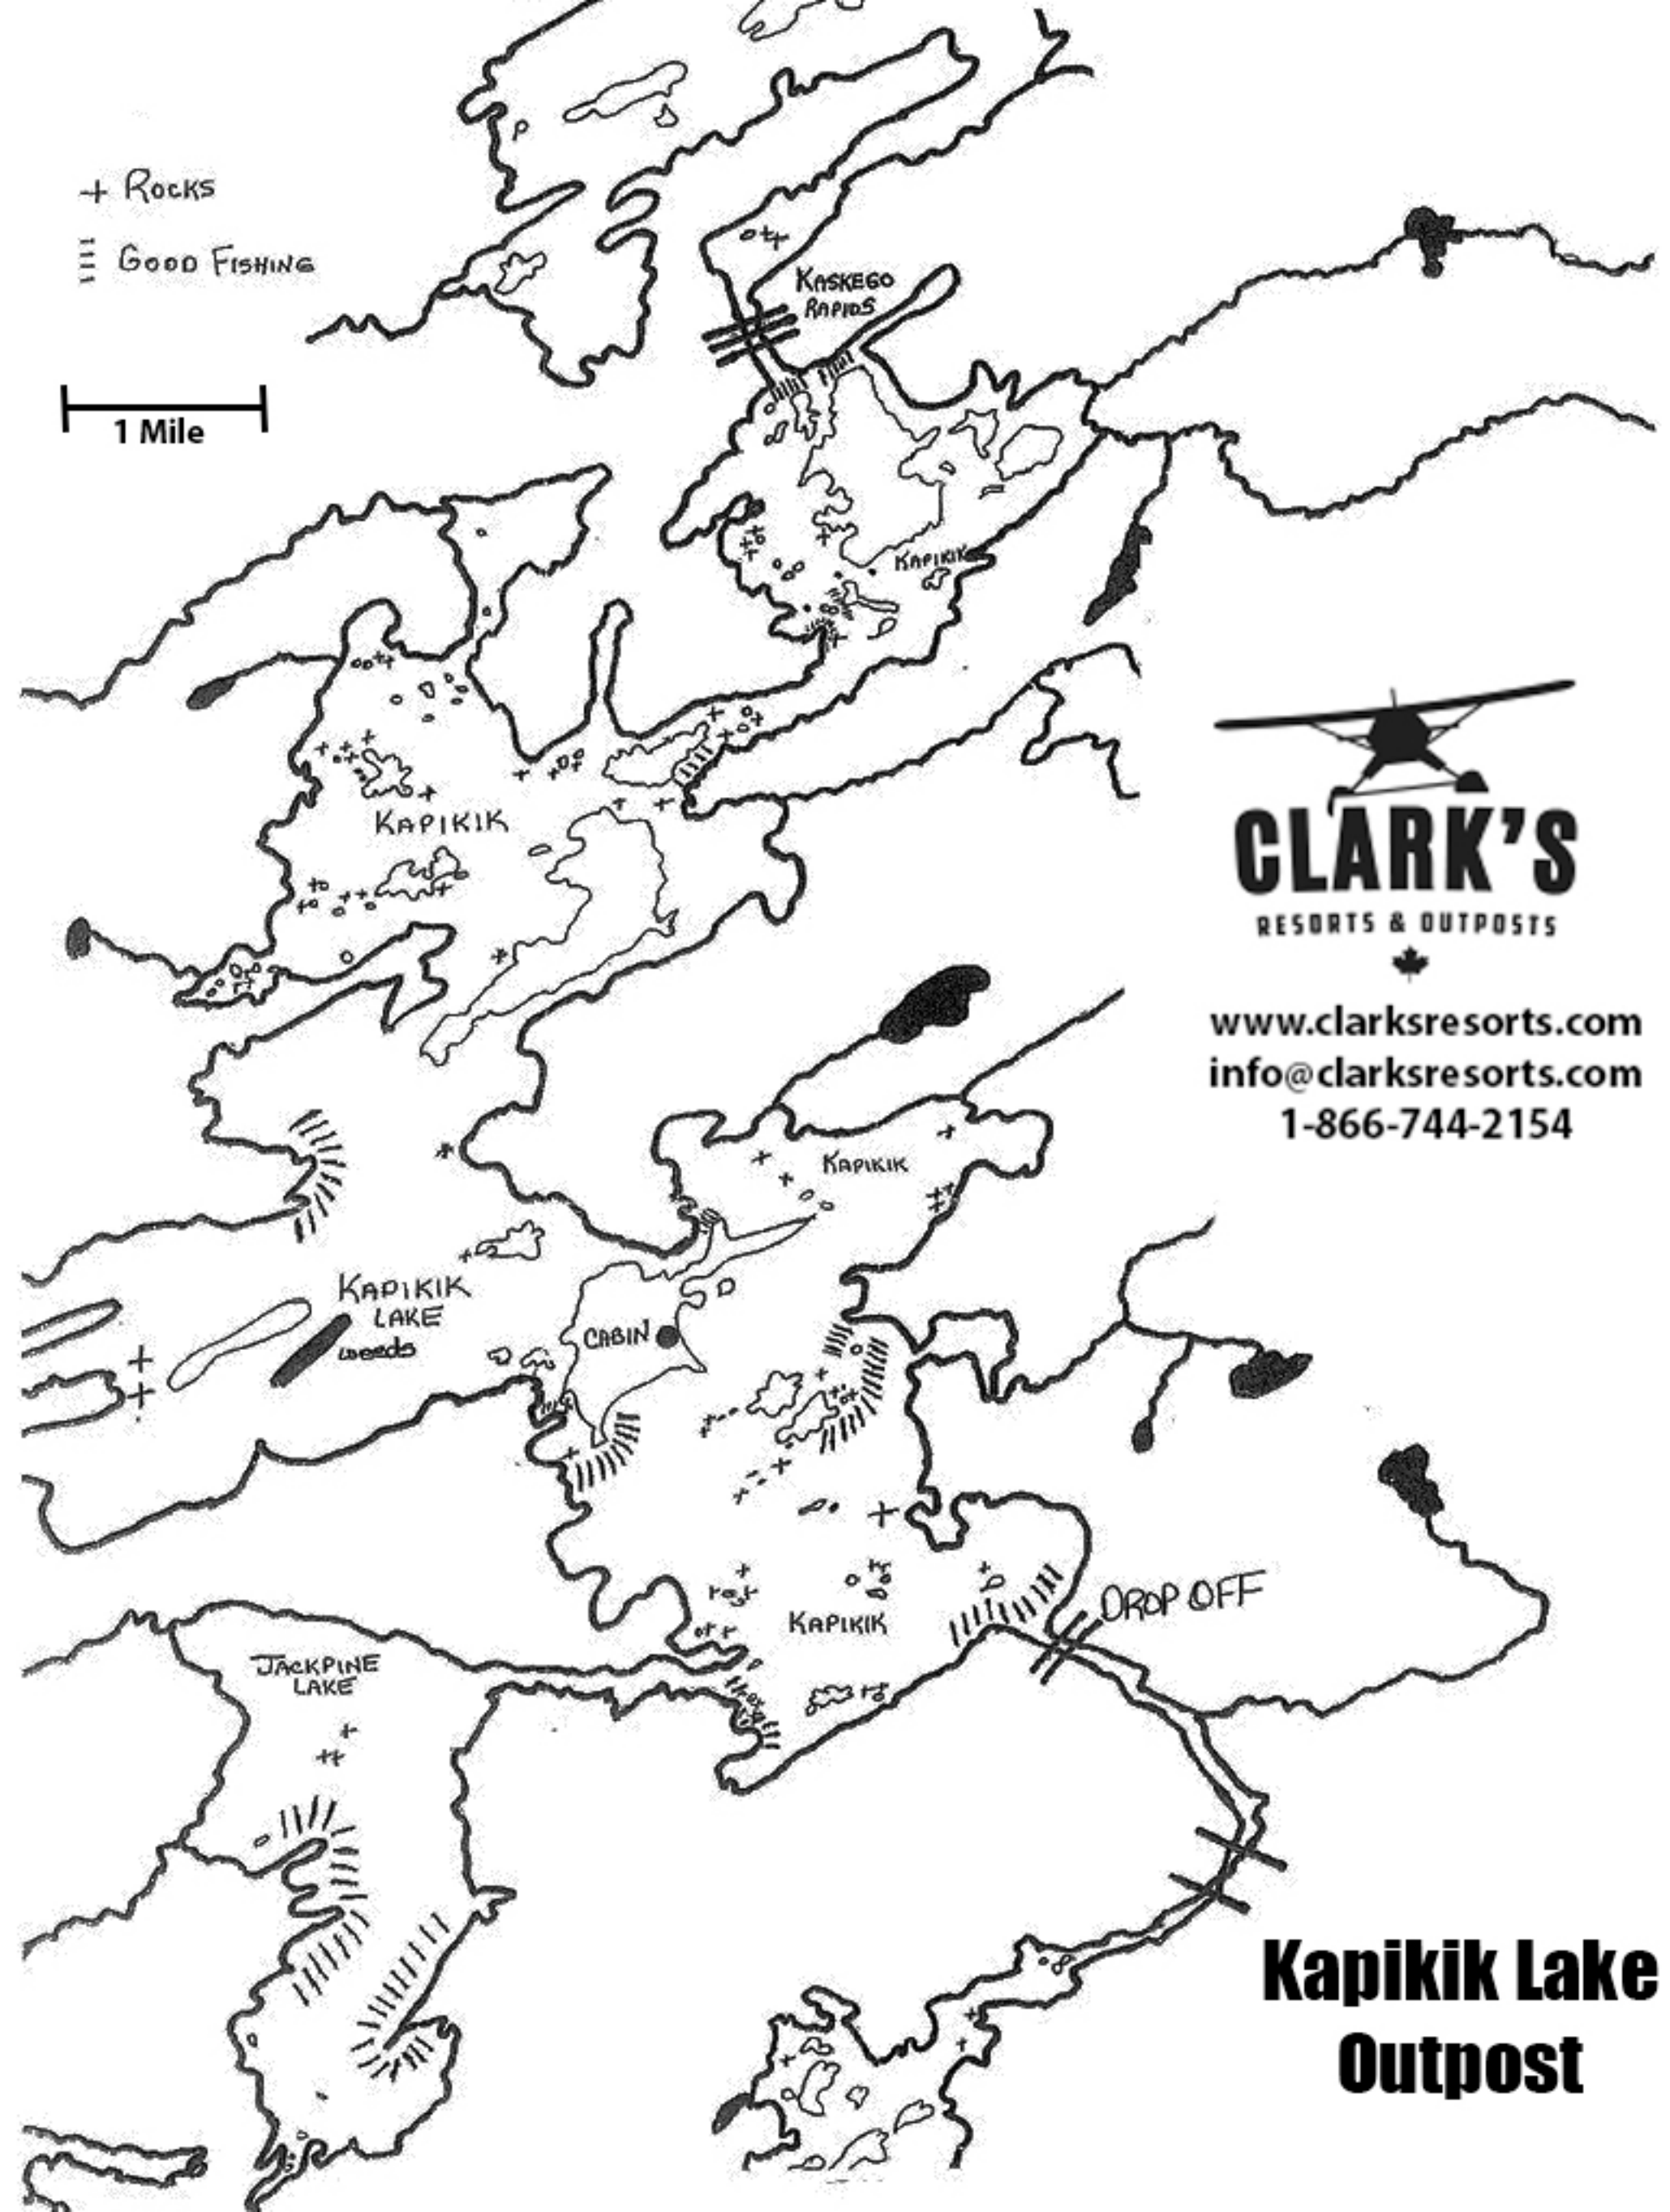 + ROCKS
GOOD FISHING
KASKEGO
RAPIDS
1 Mile
KAPIKIK
KAPIKIK
CLARK'S
RESORTS & OUTPOSTS
www.clarksresorts.com
info@clarksresorts.com
1-866-744-2154
KAPIKIK
KAPIKIK
LAKE
weeds
CABIN
DROP OFF
KAPIKIK
JACKPINE
LAKE
Kapikik Lake
Outpost